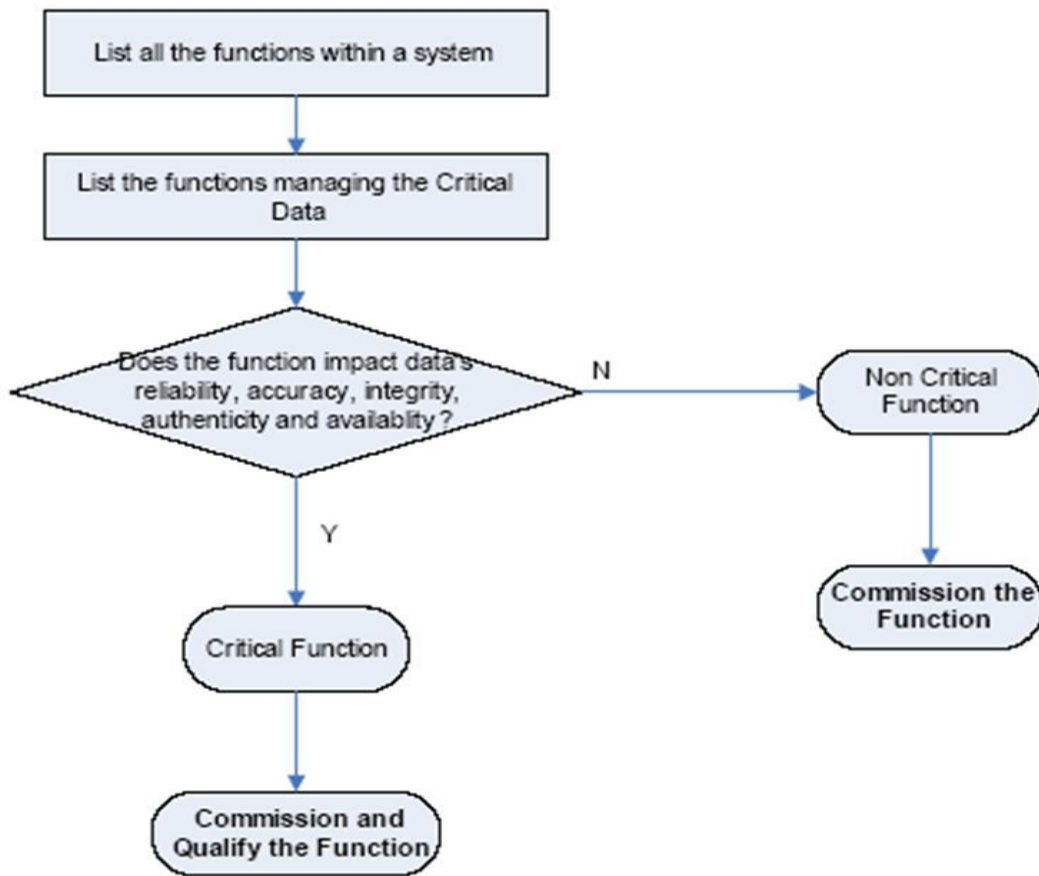 List all the functions within a system
List the functions managing the Critical
Data
Does the function impact data's
reliability, accuracy, integrity,
authenticity and availablity?
N
Non Critical
Function
Y
Commission the
Function
Critical Function
Commission and
Qualify the Function